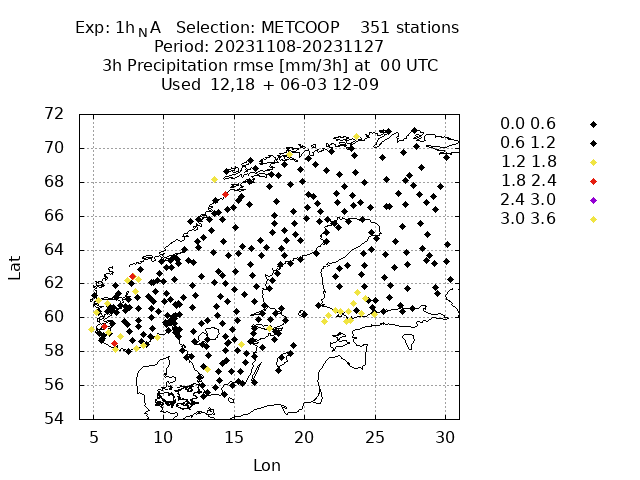 Exp: 1hNA Selection: METCOOP 351 stations
Period: 20231108-20231127
3h Precipitation rmse [mm/3h] at 00 UTC
Used 12,18 + 06-03 12-09
72
70
68
66
64
62
60
58
56
54
5 10 15 20 25 30
Lat
Lon
0.0 0.6
0.6 1.2
1.2 1.8
1.8 2.4
2.4 3.0
3.0 3.6